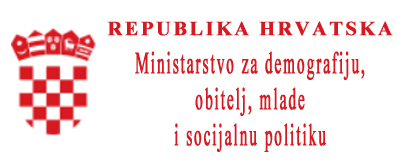 REPUBLIKA HRVATSKA
Ministarstvo za demografiju,
obitelj, mlade
i socijalnu politiku